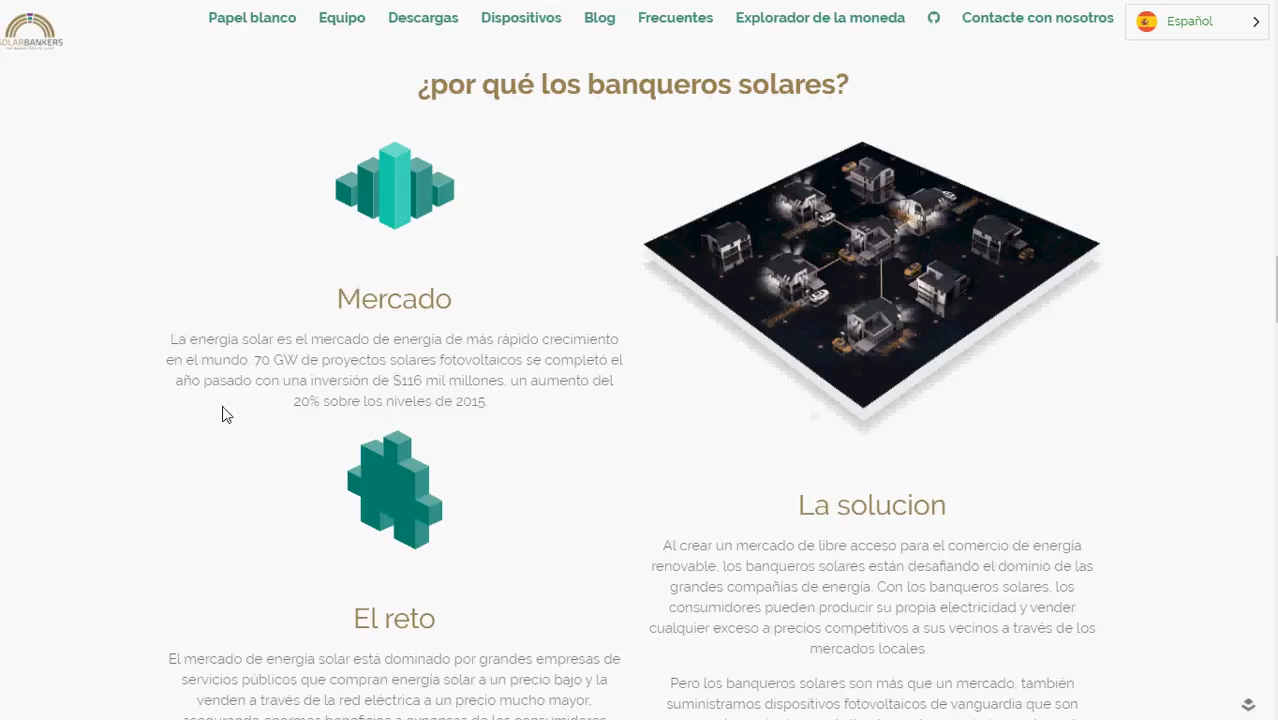 Papel blanco Equipo Descargas Dispositivos Blog Frecuentes Explorador de la moneda Contacte con nosotros Español
SOLARBANKERS
¿por qué los banqueros solares?
Mercado
La energía solar es el mercado de energía de más rápido crecimiento
en el mundo. 70 GW de proyectos solares fotovoltaicos se completó el
año pasado con una inversión de $116 mil millones, un aumento del
20% sobre los niveles de 2015.
El reto
El mercado de energía solar está dominado por grandes empresas de
servicios públicos que compran energía solar a un precio bajo y la
venden a través de la red eléctrica a un precio mucho mayor,
asegurando enormes beneficios a expensas de los consumidores
La solucion
Al crear un mercado de libre acceso para el comercio de energía
renovable, los banqueros solares están desafiando el dominio de las
grandes compañías de energía. Con los banqueros solares, los
consumidores pueden producir su propia electricidad y vender
cualquier exceso a precios competitivos a sus vecinos a través de los
mercados locales.
Pero los banqueros solares son más que un mercado, también
suministramos dispositivos fotovoltaicos de vanguardia que son